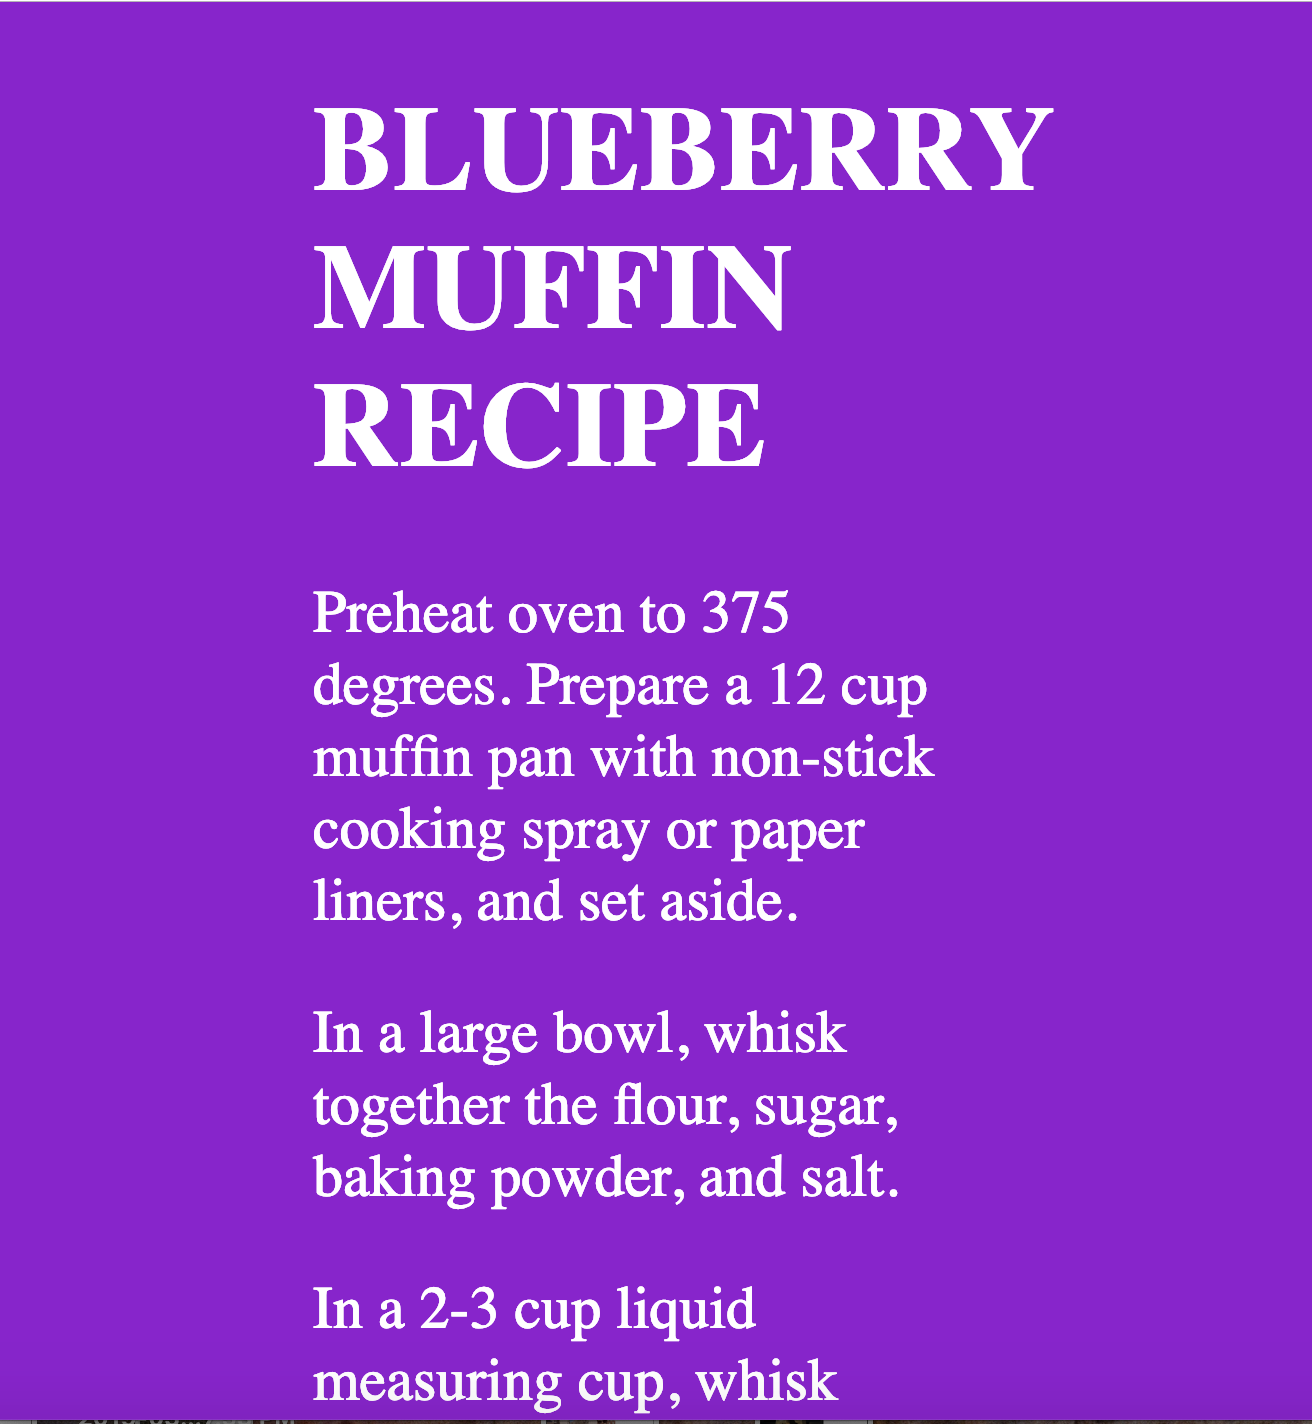 BLUEBERRY
MUFFIN
RECIPE
Preheat oven to 375
degrees. Prepare a 12 cup
muffin pan with non-stick
cooking spray or paper
liners, and set aside.
In a large bowl, whisk
together the flour, sugar,
baking powder, and salt.
In a 2-3 cup liquid
measuring cup, whisk